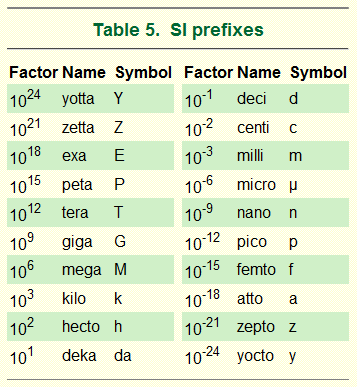 Table 5. SI prefixes
Factor Name Symbol Factor Name Symbol
10^24 yotta Y 10^-1 deci d
10^21 zetta Z 10^-2 centi c
10^18 exa E 10^-3 milli m
10^15 peta P 10^-6 micro µ
10^12 tera T 10^-9 nano n
10^9 giga G 10^-12 pico p
10^6 mega M 10^-15 femto f
10^3 kilo k 10^-18 atto a
10^2 hecto h 10^-21 zepto z
10^1 deka da 10^-24 yocto y